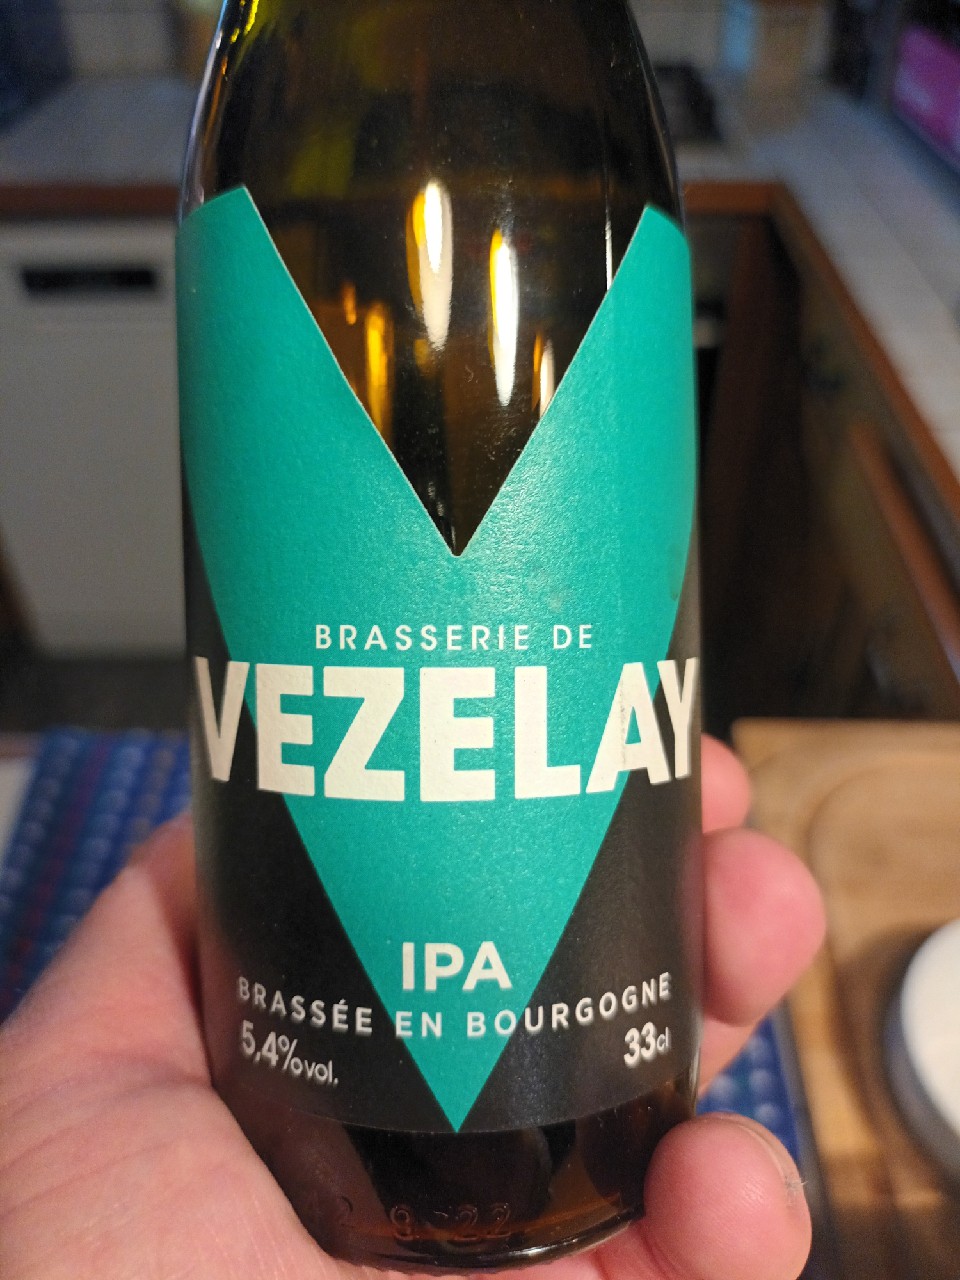 BRASSERIE DE
VEZELAY
IPA
BRASSÉE EN BOURGOGNE
5,4%vol.
33cl